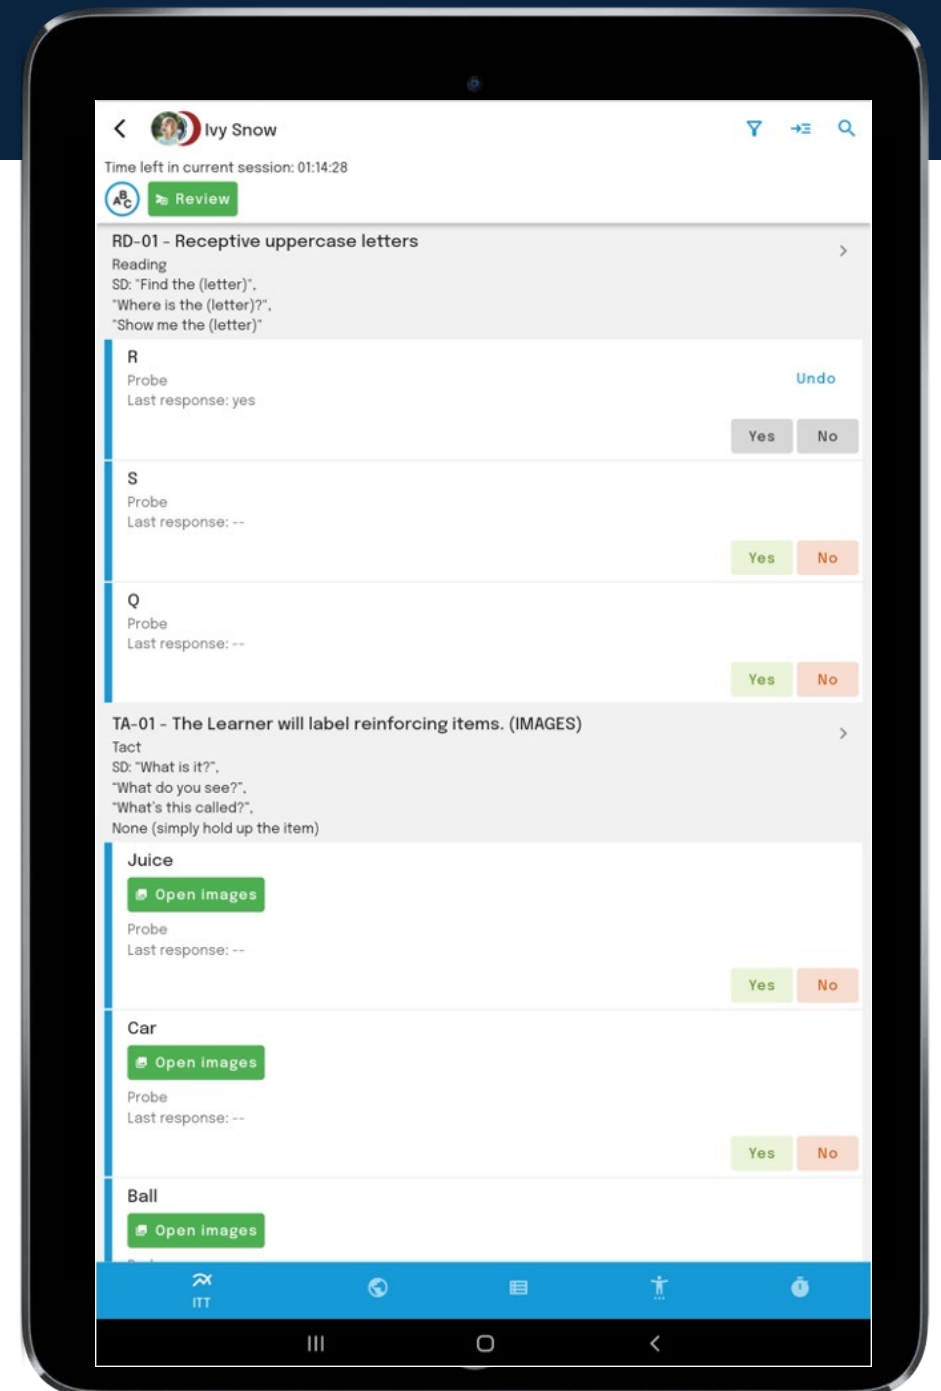 Ivy Snow
Time left in current session: 01:14:28
ABC
Review
RD-01 - Receptive uppercase letters
Reading
SD: "Find the (letter)",
"Where is the (letter)?",
"Show me the (letter)"
R
Probe
Undo
Last response: yes
Yes No
S
Probe
Last response: --
Yes No
Q
Probe
Last response: --
Yes No
TA-01 - The Learner will label reinforcing items. (IMAGES)
Tact
SD: "What is it?",
"What do you see?",
"What's this called?",
None (simply hold up the item)
Juice
Open images
Probe
Last response: --
Yes No
Car
Open images
Probe
Last response: --
Yes No
Ball
Open images
ITT